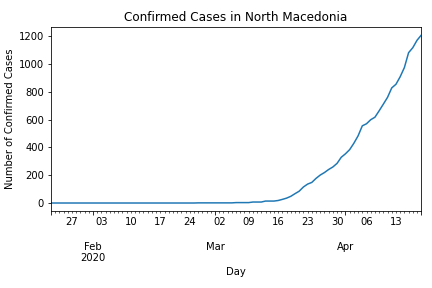 Confirmed Cases in North Macedonia
Number of Confirmed Cases
1200
1000
800
600
400
200
0
27 03 10 17 24 02 09 16 23 30 06 13
Feb Mar Apr
2020
Day